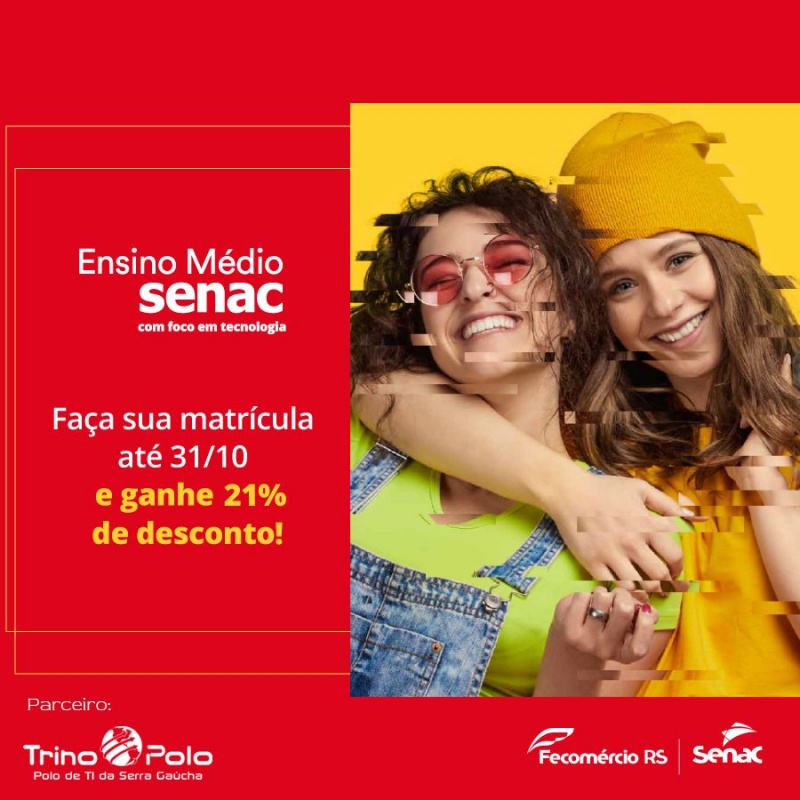 Ensino Médio
senac
com foco em tecnologia
Faça sua matrícula
até 31/10
e ganhe 21%
de desconto!
Parceiro:
Trino Polo
Polo de TI da Serra Gaúcha
Fecomércio RS
Senac